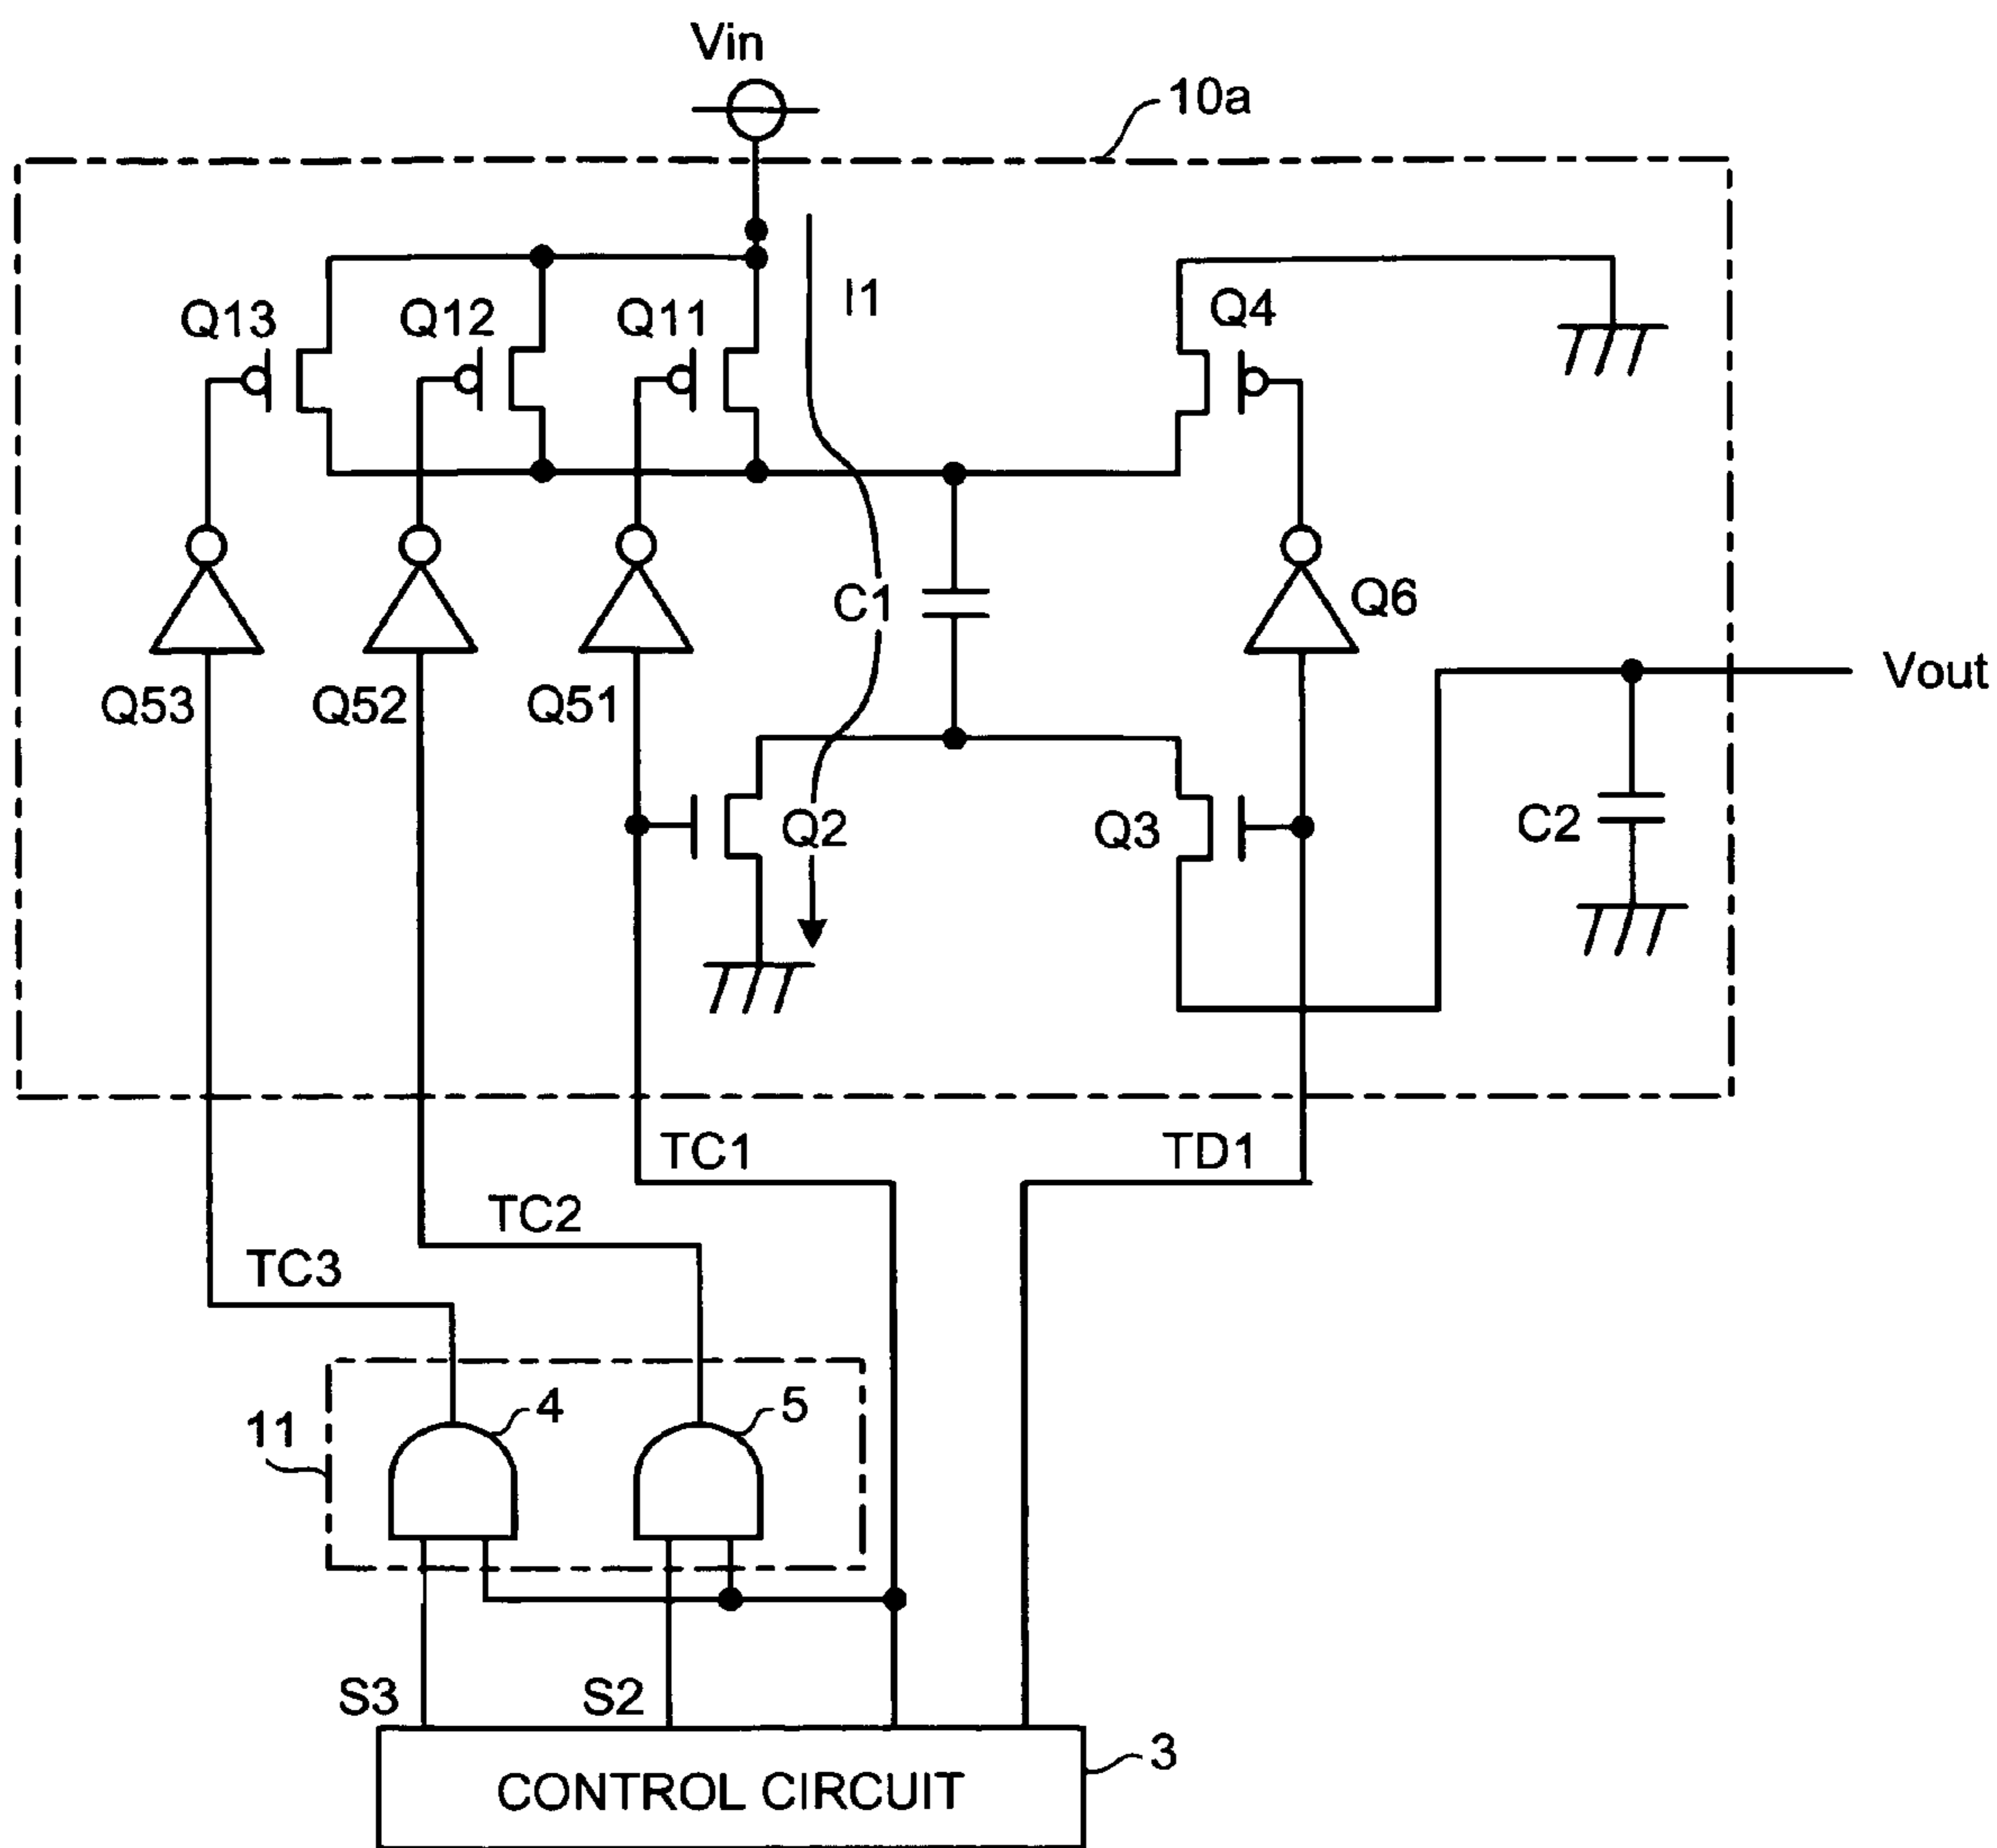 Vin
10a
I1
Q13
Q12
Q11
Q4
C1
Q6
Q53
Q52
Q51
Vout
Q2
Q3
C2
TC1
TD1
TC2
TC3
4
5
11
S3
S2
3
CONTROL CIRCUIT